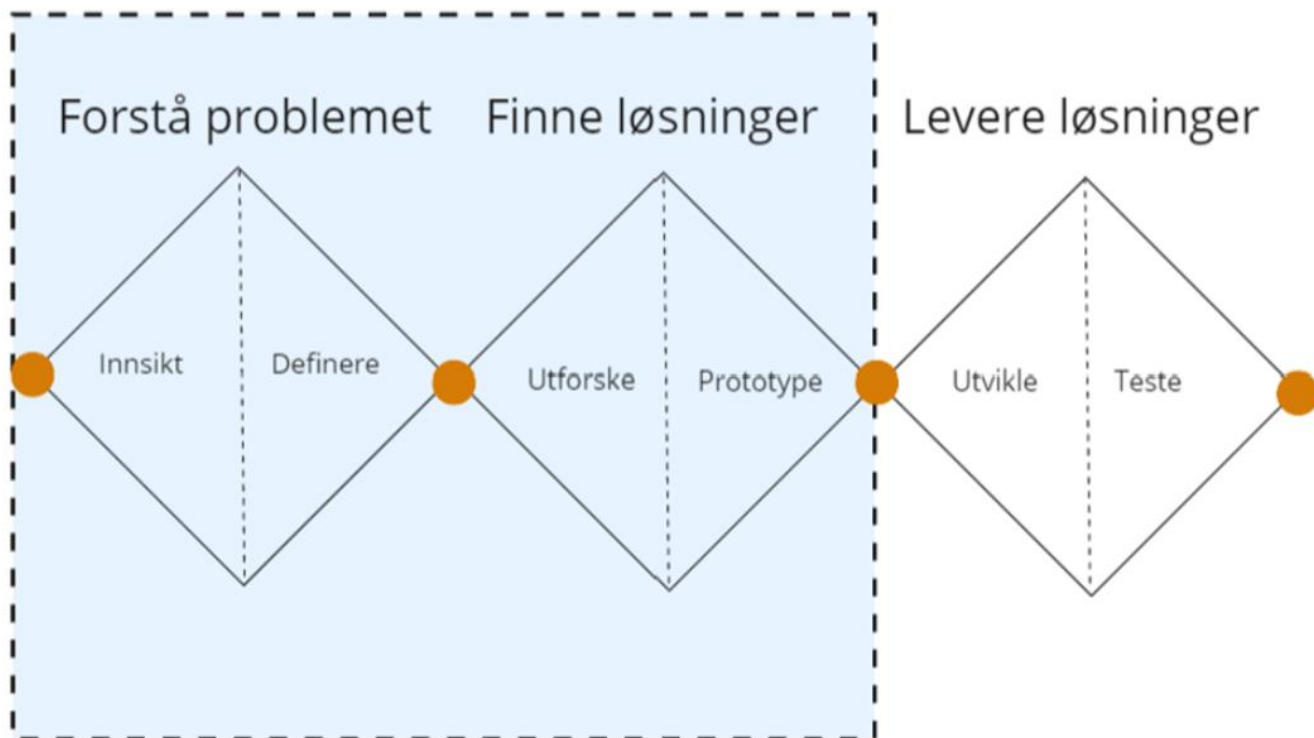 Forstå problemet
Finne løsninger
Levere løsninger
Innsikt
Definere
Utforske
Prototype
Utvikle
Teste